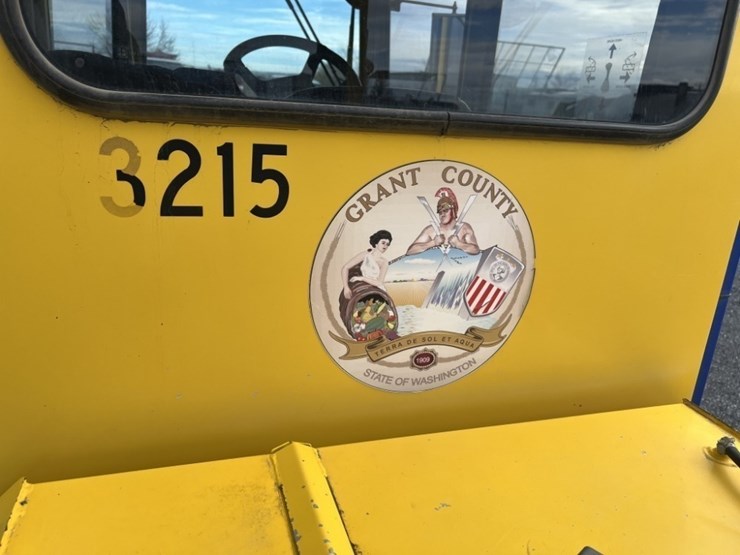 3215
GRANT COUNTY
TERRA DE SOL ET AQUA
1909
STATE OF WASHINGTON